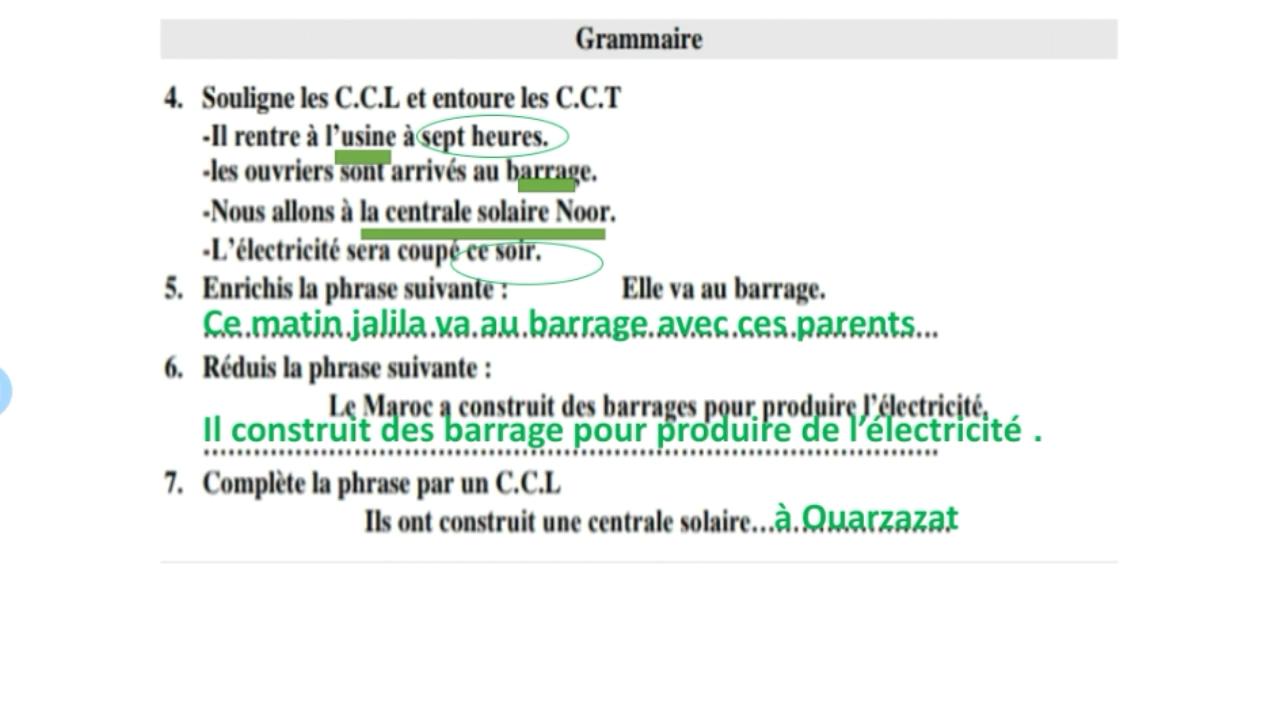 Grammaire
4. Souligne les C.C.L et entoure les C.C.T
-Il rentre à l'usine à sept heures.
-les ouvriers sont arrivés au barrage.
-Nous allons à la centrale solaire Noor.
-L'électricité sera coupé ce soir.
5. Enrichis la phrase suivante : Elle va au barrage.
Ce matin jalila va au barrage avec ces parents...
6. Réduis la phrase suivante :
Le Maroc a construit des barrages pour produire l'électricité.
Il construit des barrage pour produire de l'électricité .
7. Complète la phrase par un C.C.L
Ils ont construit une centrale solaire...à Ouarzazat